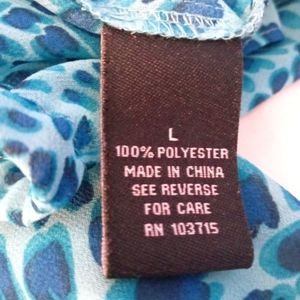 L
100% POLYESTER
MADE IN CHINA
SEE REVERSE
FOR CARE
RN 103715